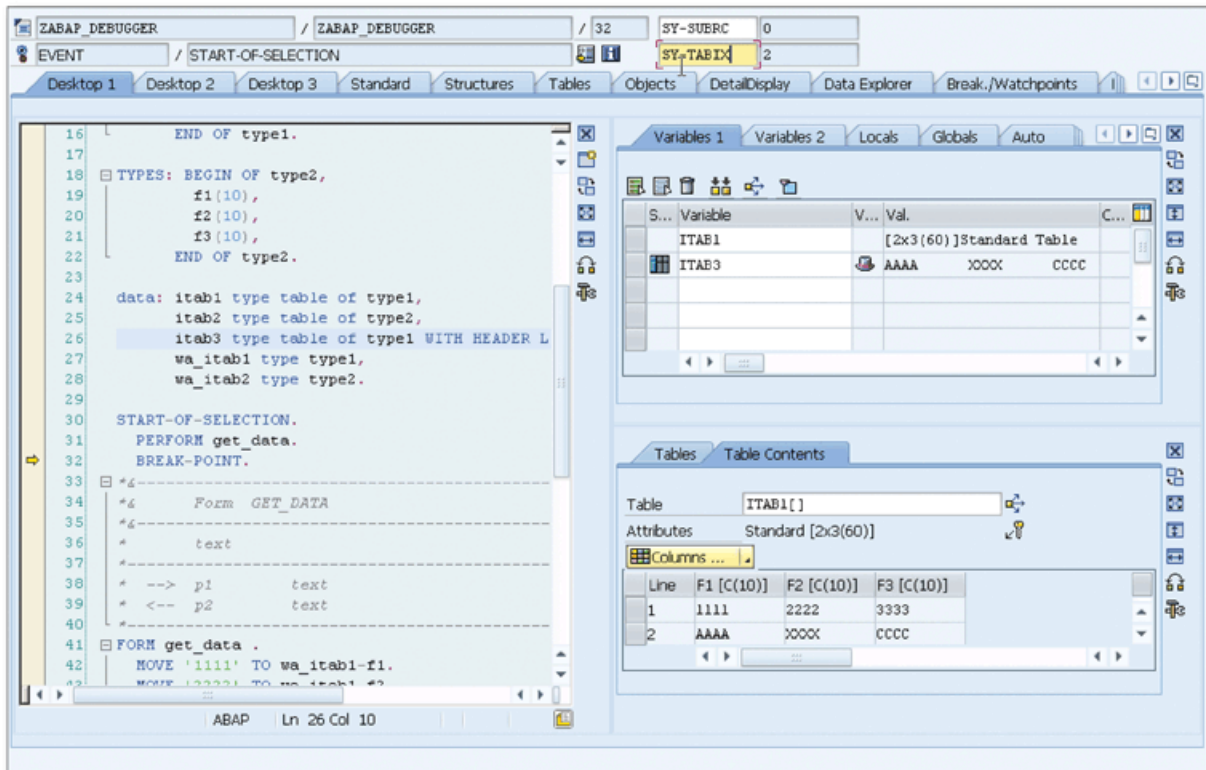 ZABAP_DEBUGGER / ZABAP_DEBUGGER / 32 SY-SUBRC 0
EVENT / START-OF-SELECTION SY-TABIX 2
Desktop 1 Desktop 2 Desktop 3 Standard Structures Tables Objects DetailDisplay Data Explorer Break./Watchpoints
16 END OF type1.
17
18 TYPES: BEGIN OF type2,
19 f1(10),
20 f2(10),
21 f3(10),
22 END OF type2.
23
24 data: itab1 type table of type1,
25 itab2 type table of type2,
26 itab3 type table of type1 WITH HEADER L
27 wa_itab1 type type1,
28 wa_itab2 type type2.
29
30 START-OF-SELECTION.
31 PERFORM get_data.
32 BREAK-POINT.
33 *&---------------------------------------------
34 *& Form GET_DATA
35 *&---------------------------------------------
36 * text
37 *----------------------------------------------
38 * --> p1 text
39 * <-- p2 text
40 *----------------------------------------------
41 FORM get_data .
42 MOVE '1111' TO wa_itab1-f1.
43 MOVE '2222' TO wa_itab1-f2
ABAP Ln 26 Col 10
Variables 1 Variables 2 Locals Globals Auto
S... Variable V... Val. C...
ITAB1 [2x3(60)]Standard Table
ITAB3 AAAA XXXX CCCC
Tables Table Contents
Table ITAB1[]
Attributes Standard [2x3(60)]
Columns ...
Line F1 [C(10)] F2 [C(10)] F3 [C(10)]
1 1111 2222 3333
2 AAAA XXXX CCCC